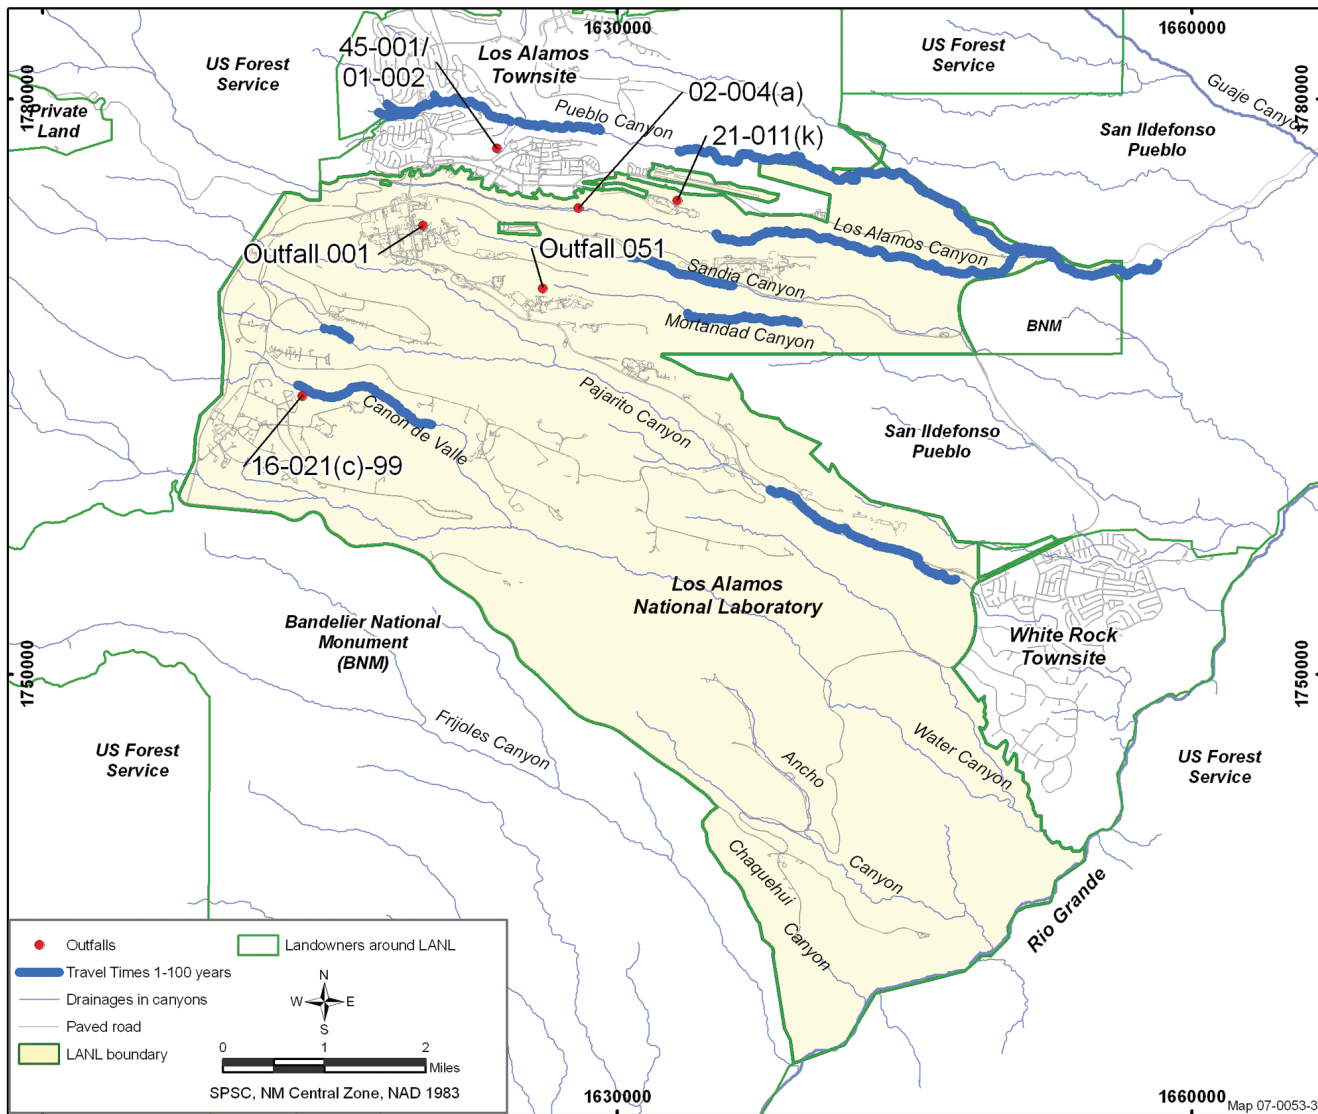 1630000
1660000
45-001/
01-002
Los Alamos
Townsite
US Forest
Service
US Forest
Service
02-004(a)
Guaje Canyon
1780000
1780000
Private
Land
Pueblo Canyon
21-011(k)
San Ildefonso
Pueblo
Los Alamos Canyon
Outfall 001
Outfall 051
Sandia Canyon
Mortandad Canyon
BNM
Pajarito Canyon
Canon de Valle
San Ildefonso
Pueblo
16-021(c)-99
Los Alamos
National Laboratory
Bandelier National
Monument
(BNM)
White Rock
Townsite
1750000
1750000
Frijoles Canyon
Water Canyon
US Forest
Service
US Forest
Service
Ancho
Canyon
Chaquehui
Canyon
Rio Grande
Outfalls
Landowners around LANL
Travel Times 1-100 years
Drainages in canyons
Paved road
LANL boundary
N
W
E
S
0
1
2
Miles
SPSC, NM Central Zone, NAD 1983
1630000
1660000
Map 07-0053-3